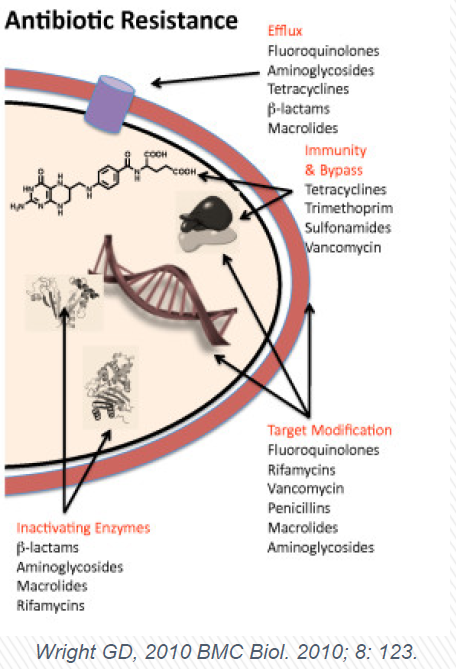 Antibiotic Resistance
Efflux
Fluoroquinolones
Aminoglycosides
Tetracyclines
β-lactams
Macrolides
Immunity
& Bypass
Tetracyclines
Trimethoprim
Sulfonamides
Vancomycin
O
COOH
COOH
N
H
O
HN
H
N
H₂N
N
N
H
Target Modification
Fluoroquinolones
Rifamycins
Vancomycin
Penicillins
Macrolides
Aminoglycosides
Inactivating Enzymes
β-lactams
Aminoglycosides
Macrolides
Rifamycins
Wright GD, 2010 BMC Biol. 2010; 8: 123.